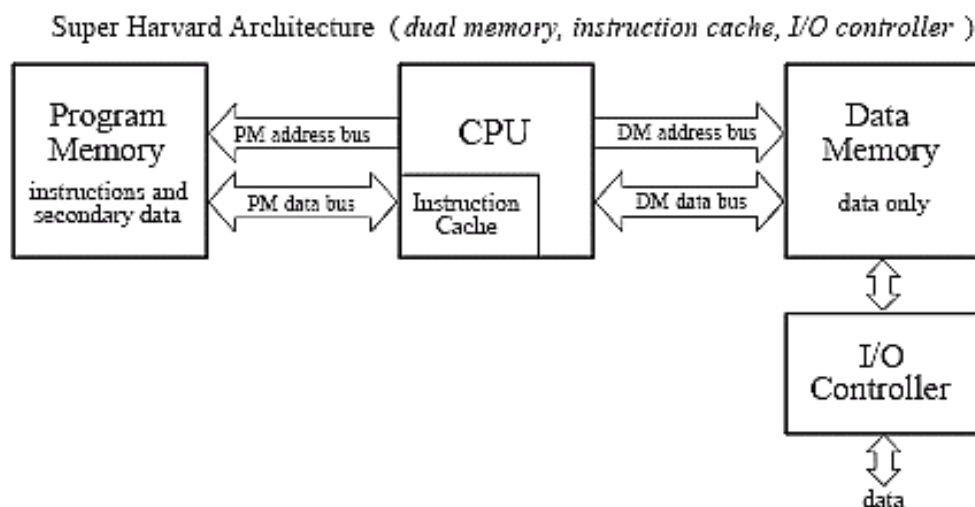 Super Harvard Architecture ( dual memory, instruction cache, I/O controller )
Program
Memory
instructions and
secondary data
PM address bus
PM data bus
CPU
Instruction
Cache
DM address bus
DM data bus
Data
Memory
data only
I/O
Controller
data